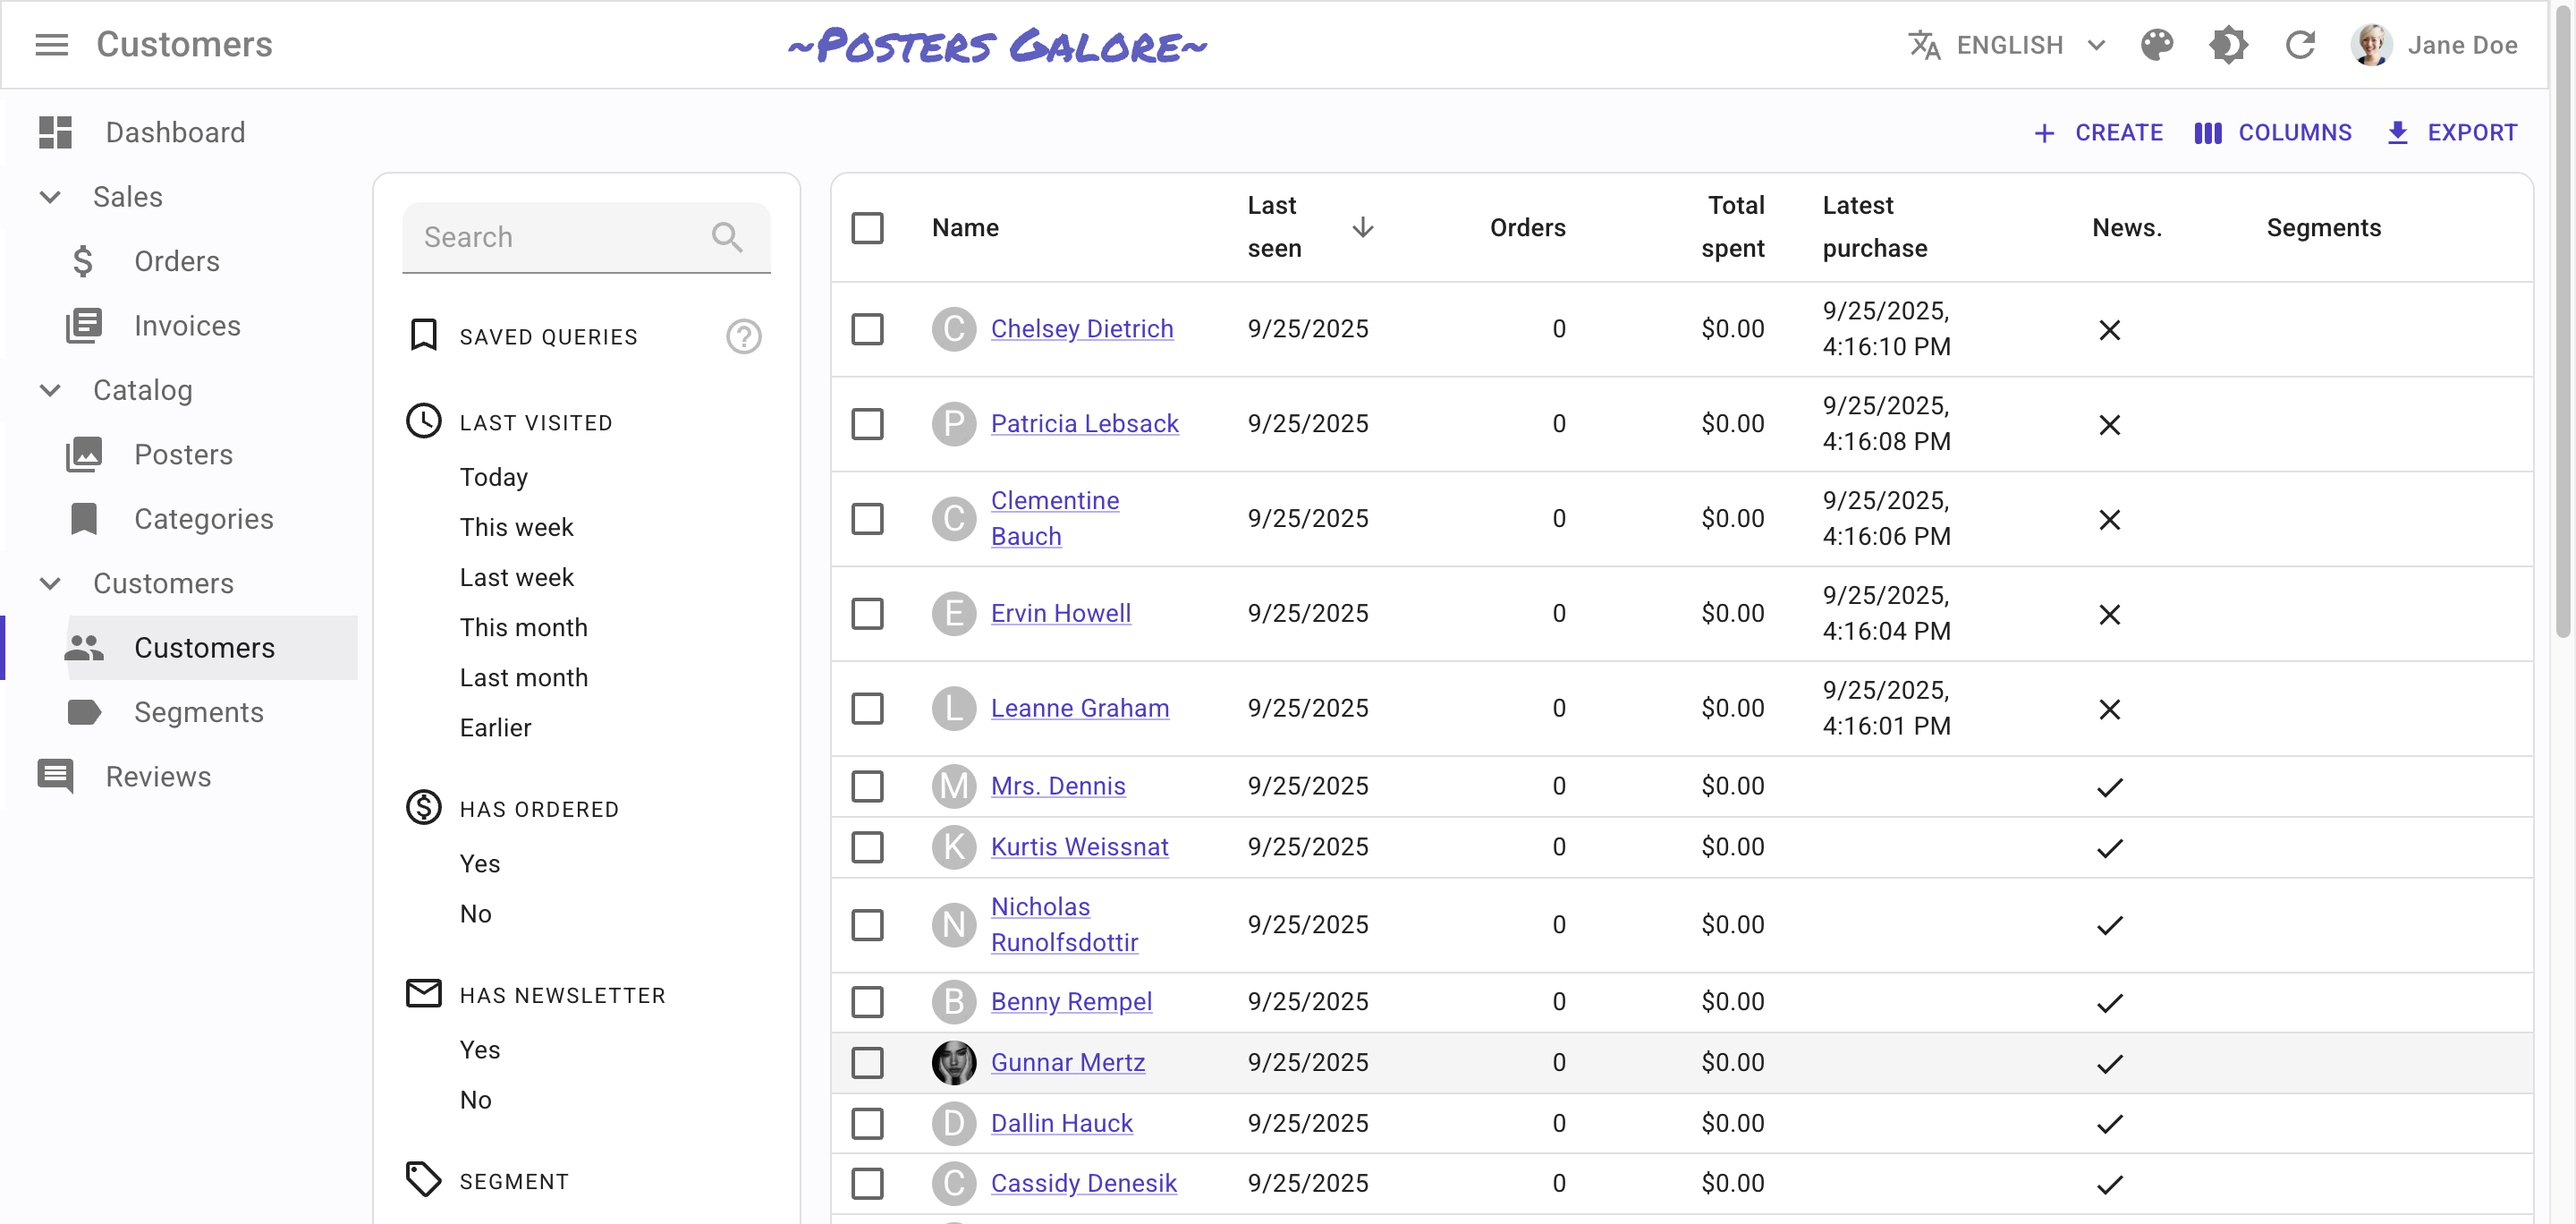 Customers
~Posters Galore~
ENGLISH
Jane Doe
Dashboard
Sales
Orders
Invoices
Catalog
Posters
Categories
Customers
Customers
Segments
Reviews
CREATE
COLUMNS
EXPORT
Search
SAVED QUERIES
?
LAST VISITED
Today
This week
Last week
This month
Last month
Earlier
HAS ORDERED
Yes
No
HAS NEWSLETTER
Yes
No
SEGMENT
Name Last seen Orders Total spent Latest purchase News. Segments
C Chelsey Dietrich 9/25/2025 0 $0.00 9/25/2025, 4:16:10 PM
P Patricia Lebsack 9/25/2025 0 $0.00 9/25/2025, 4:16:08 PM
C Clementine Bauch 9/25/2025 0 $0.00 9/25/2025, 4:16:06 PM
E Ervin Howell 9/25/2025 0 $0.00 9/25/2025, 4:16:04 PM
L Leanne Graham 9/25/2025 0 $0.00 9/25/2025, 4:16:01 PM
M Mrs. Dennis 9/25/2025 0 $0.00
K Kurtis Weissnat 9/25/2025 0 $0.00
N Nicholas Runolfsdottir 9/25/2025 0 $0.00
B Benny Rempel 9/25/2025 0 $0.00
Gunnar Mertz 9/25/2025 0 $0.00
D Dallin Hauck 9/25/2025 0 $0.00
C Cassidy Denesik 9/25/2025 0 $0.00